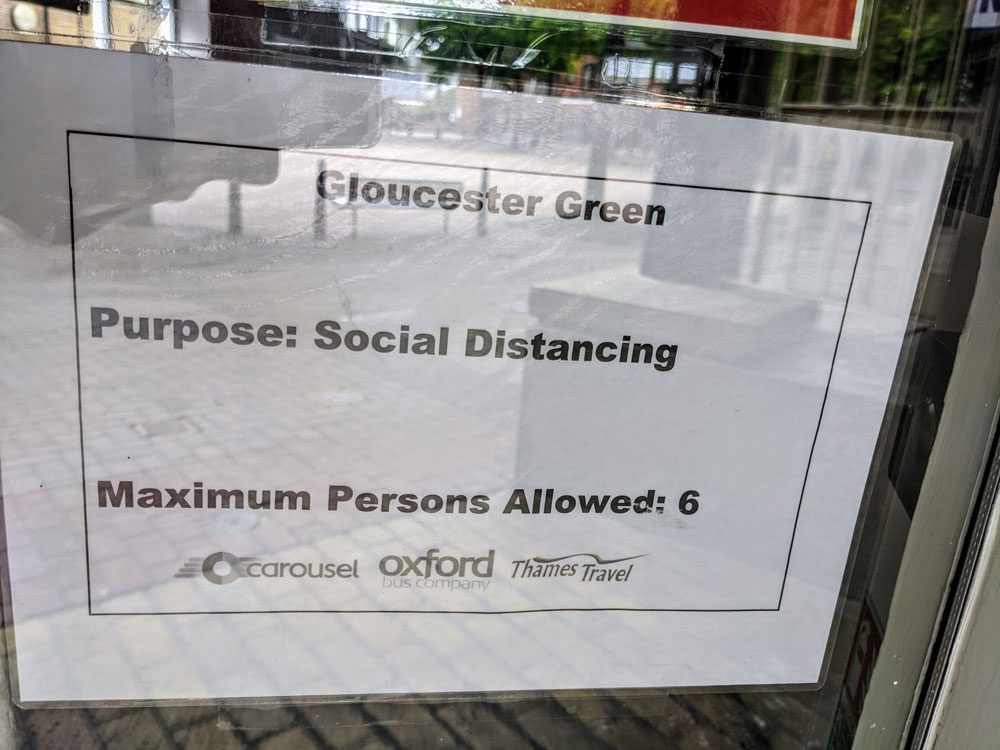 Gloucester Green
Purpose: Social Distancing
Maximum Persons Allowed: 6
carousel oxford bus company Thames Travel